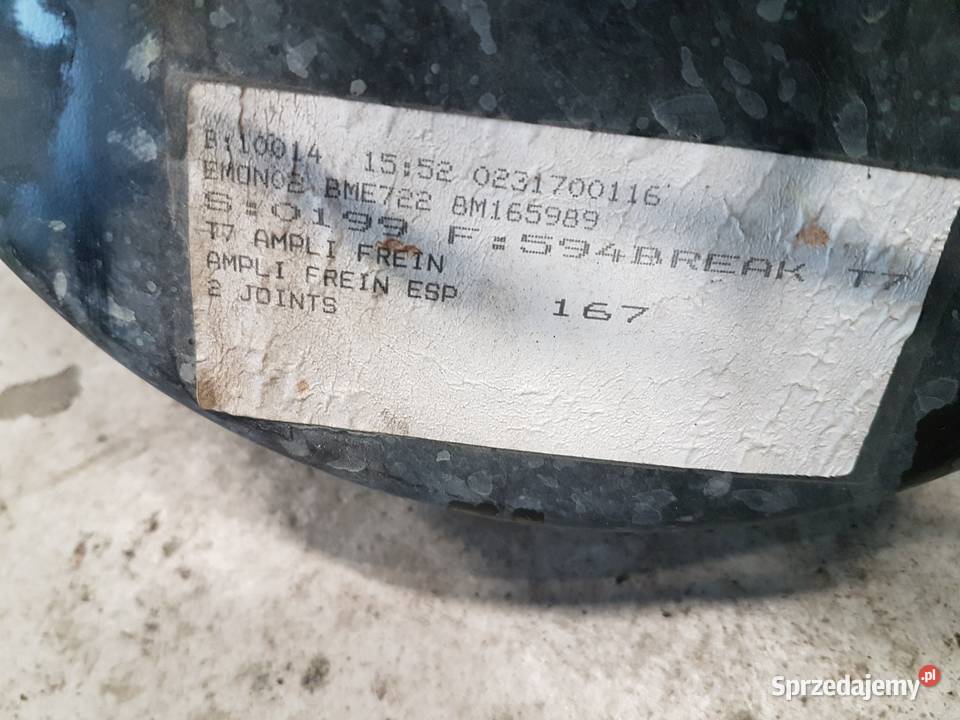 B:10014 15:52 0231700116
EMON02 BME722 8M165989
S:0199 F:594BREAK T7
T7 AMPLI FREIN
AMPLI FREIN ESP 167
2 JOINTS
Sprzedajemy.pl